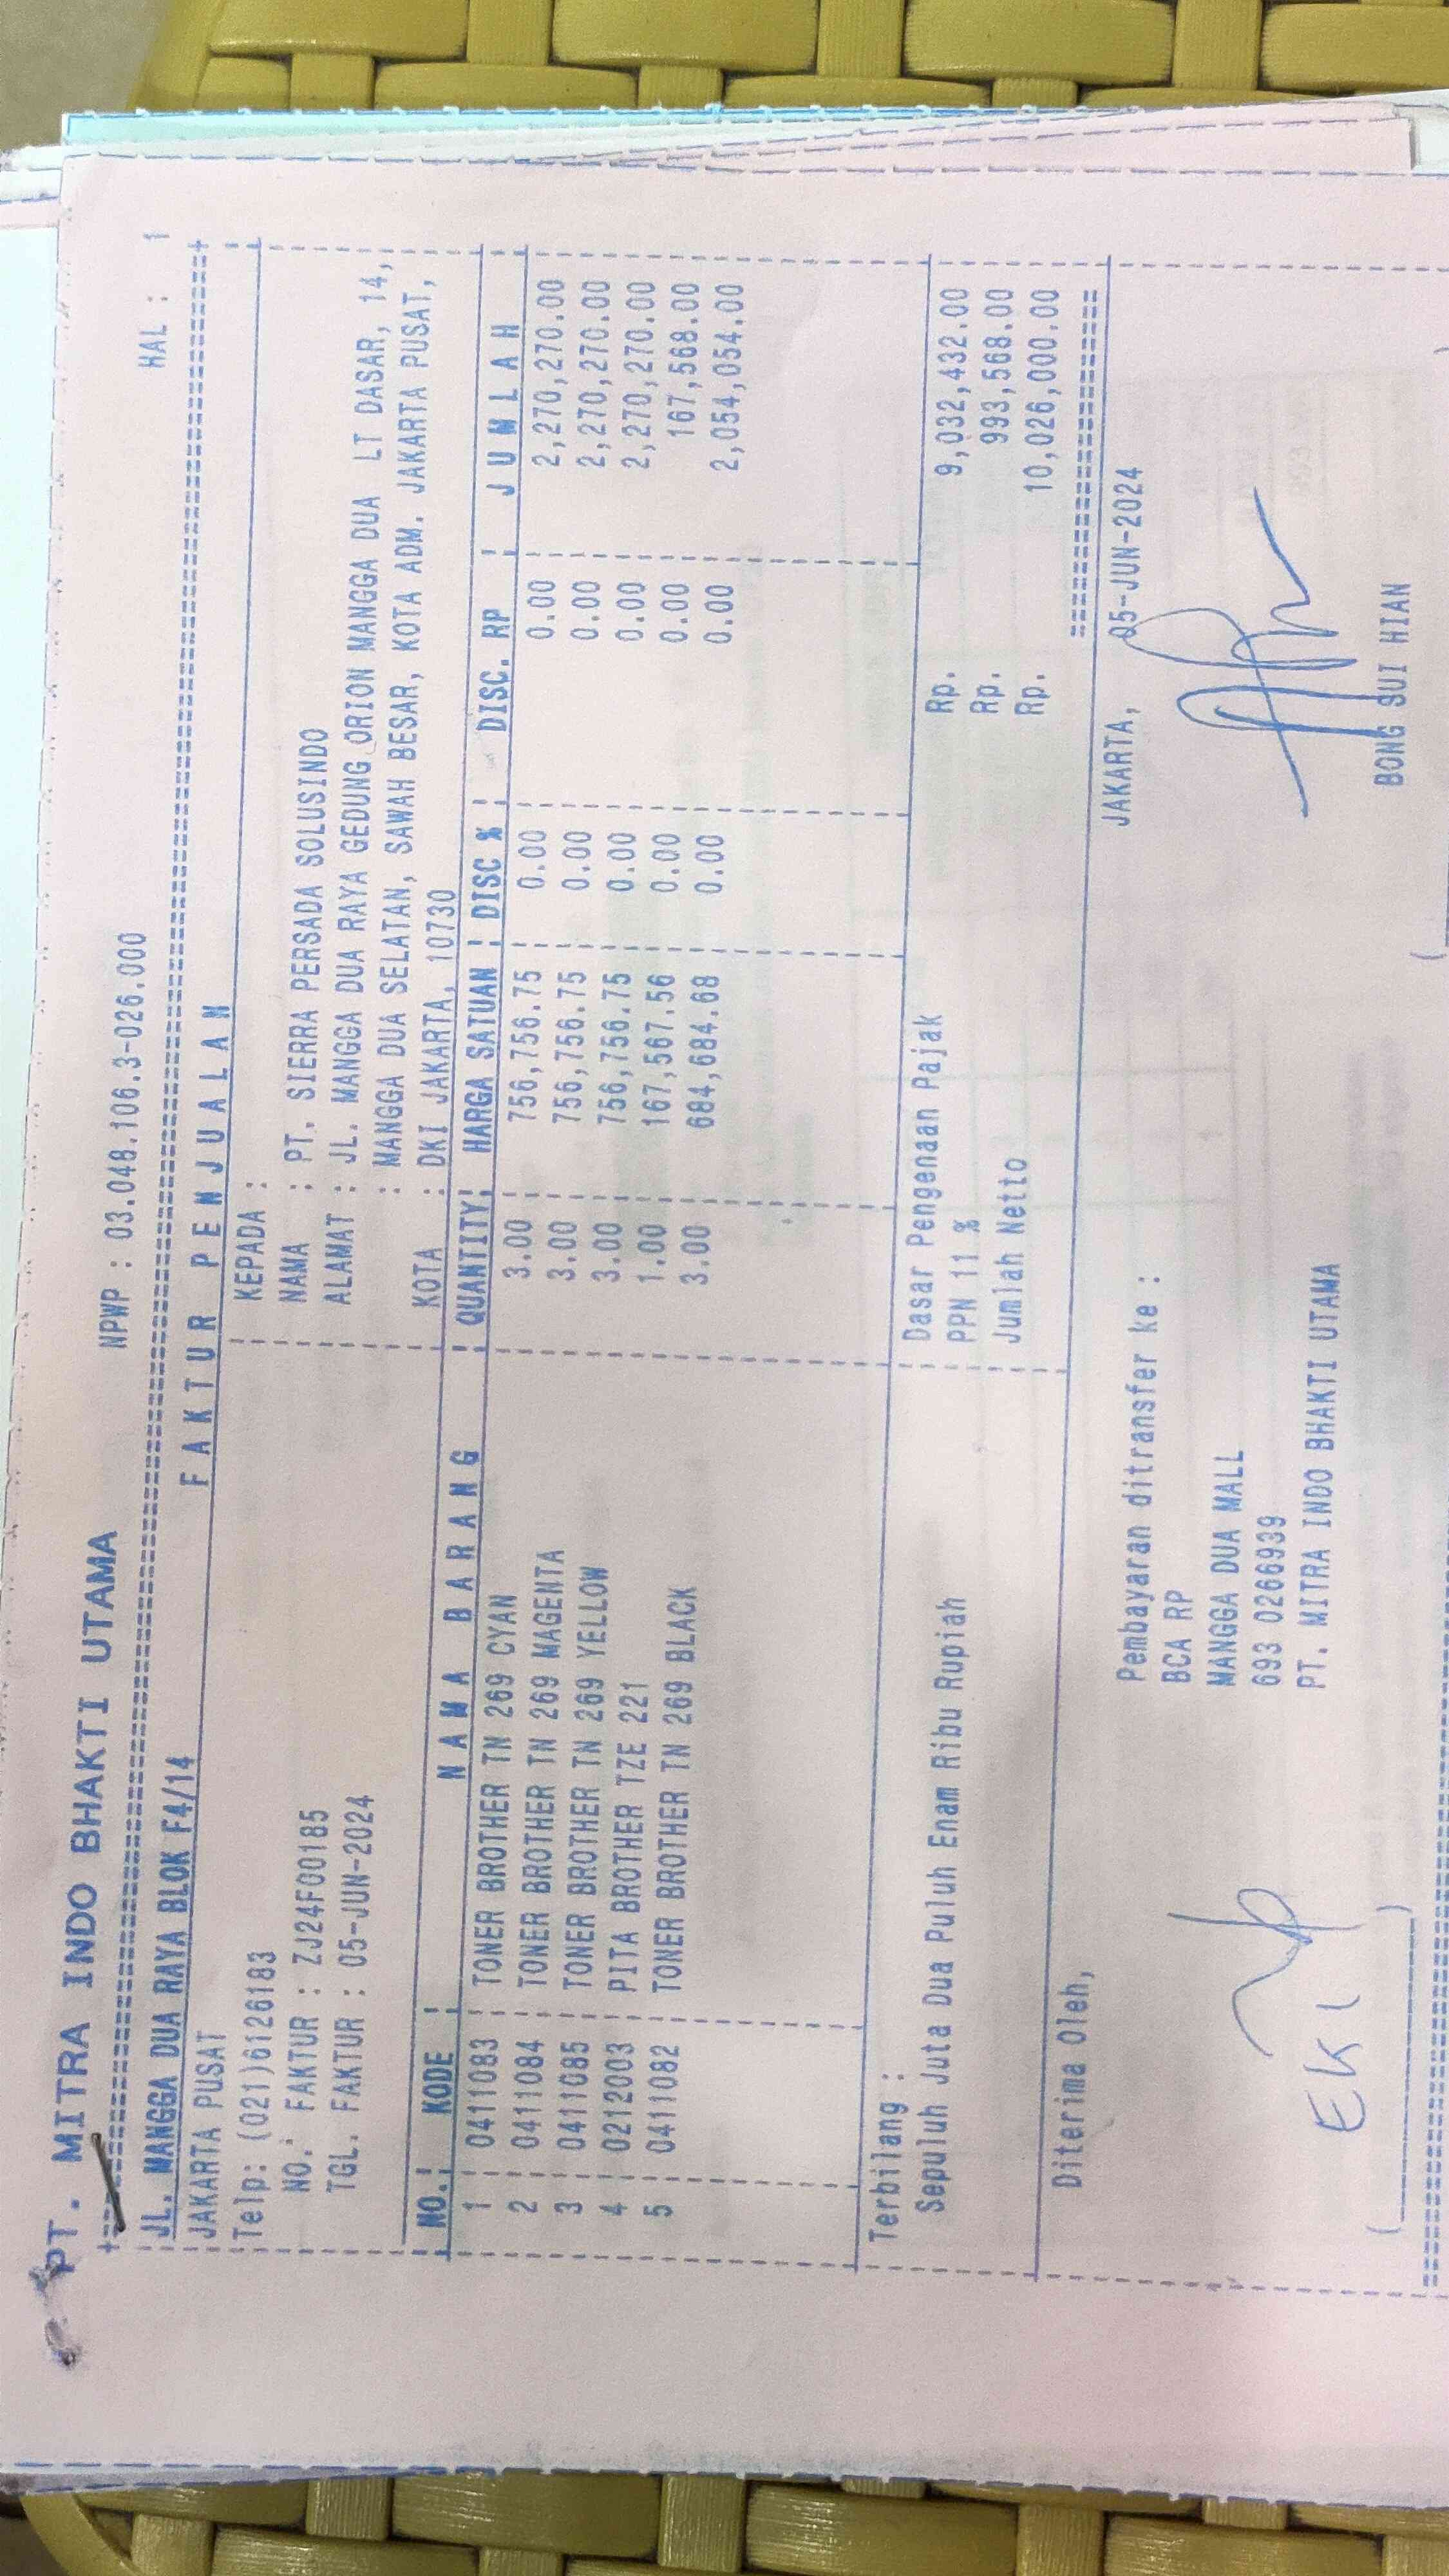 PT. MITRA INDO BHAKTI UTAMA
NPWP : 03.048.106.3-026.000
HAL : 1
JL. MANGGA DUA RAYA BLOK F4/14
FAKTUR PENJUALAN
JAKARTA PUSAT
Telp: (021)6126183
NO. FAKTUR : ZJ24F00185
TGL. FAKTUR : 05-JUN-2024
KEPADA :
NAMA : PT. SIERRA PERSADA SOLUSINDO
ALAMAT : JL. MANGGA DUA RAYA GEDUNG ORION MANGGA DUA LT DASAR, 14,
: MANGGA DUA SELATAN, SAWAH BESAR, KOTA ADM. JAKARTA PUSAT,
KOTA : DKI JAKARTA, 10730
NO. KODE NAMA BARANG QUANTITY HARGA SATUAN DISC % DISC. RP JUMLAH
1 0411083 TONER BROTHER TN 269 CYAN 3.00 756,756.75 0.00 0.00 2,270,270.00
2 0411084 TONER BROTHER TN 269 MAGENTA 3.00 756,756.75 0.00 0.00 2,270,270.00
3 0411085 TONER BROTHER TN 269 YELLOW 3.00 756,756.75 0.00 0.00 2,270,270.00
4 0212003 PITA BROTHER TZE 221 1.00 167,567.56 0.00 0.00 167,568.00
5 0411082 TONER BROTHER TN 269 BLACK 3.00 684,684.68 0.00 0.00 2,054,054.00
Terbilang :
Sepuluh Juta Dua Puluh Enam Ribu Rupiah
Dasar Pengenaan Pajak Rp. 9,032,432.00
PPN 11 % Rp. 993,568.00
Jumlah Netto Rp. 10,026,000.00
Diterima Oleh,
EKI
Pembayaran ditransfer ke :
BCA RP
MANGGA DUA MALL
693 0266939
PT. MITRA INDO BHAKTI UTAMA
JAKARTA, 05-JUN-2024
BONG SUI HIAN